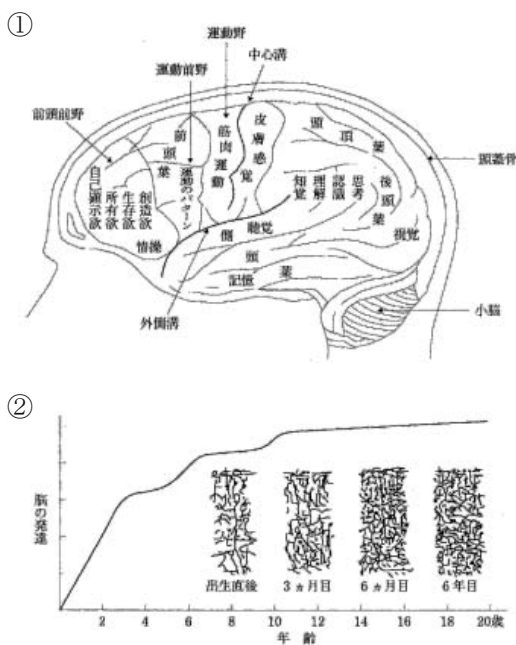 ①
運動野
中心溝
運動前野
前頭前野
頭蓋骨
前頭葉
自己顕示欲
所有欲
生存欲
創造欲
情操
運動のパターン
筋肉運動
皮膚感覚
頭頂葉
知覚
理解
認識
思考
後頭葉
視覚
聴覚
側頭葉
記憶
外側溝
小脳
②
脳の発達
出生直後
3ヵ月目
6ヵ月目
6年目
2 4 6 8 10 12 14 16 18 20歳
年 齢